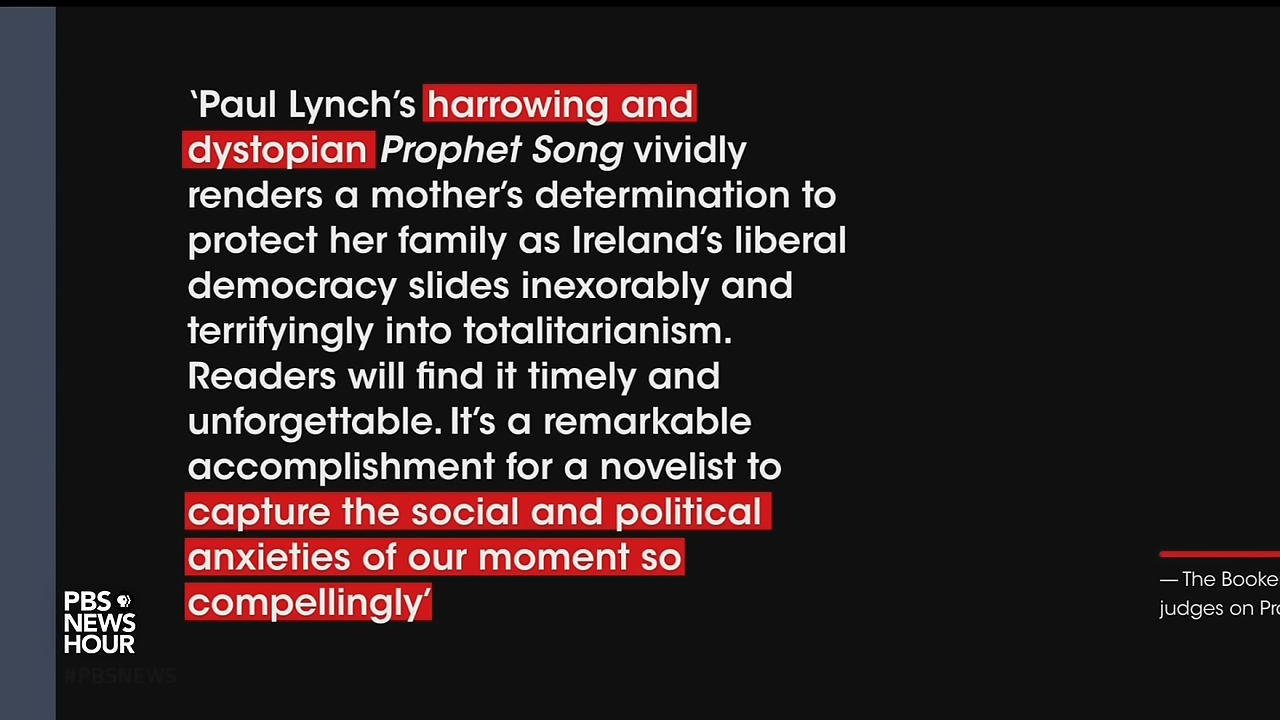 ‘Paul Lynch’s harrowing and
dystopian Prophet Song vividly
renders a mother’s determination to
protect her family as Ireland’s liberal
democracy slides inexorably and
terrifyingly into totalitarianism.
Readers will find it timely and
unforgettable. It’s a remarkable
accomplishment for a novelist to
capture the social and political
anxieties of our moment so
compellingly’
— The Booke
judges on Pro
PBS
NEWS
HOUR
#PBSNEWS